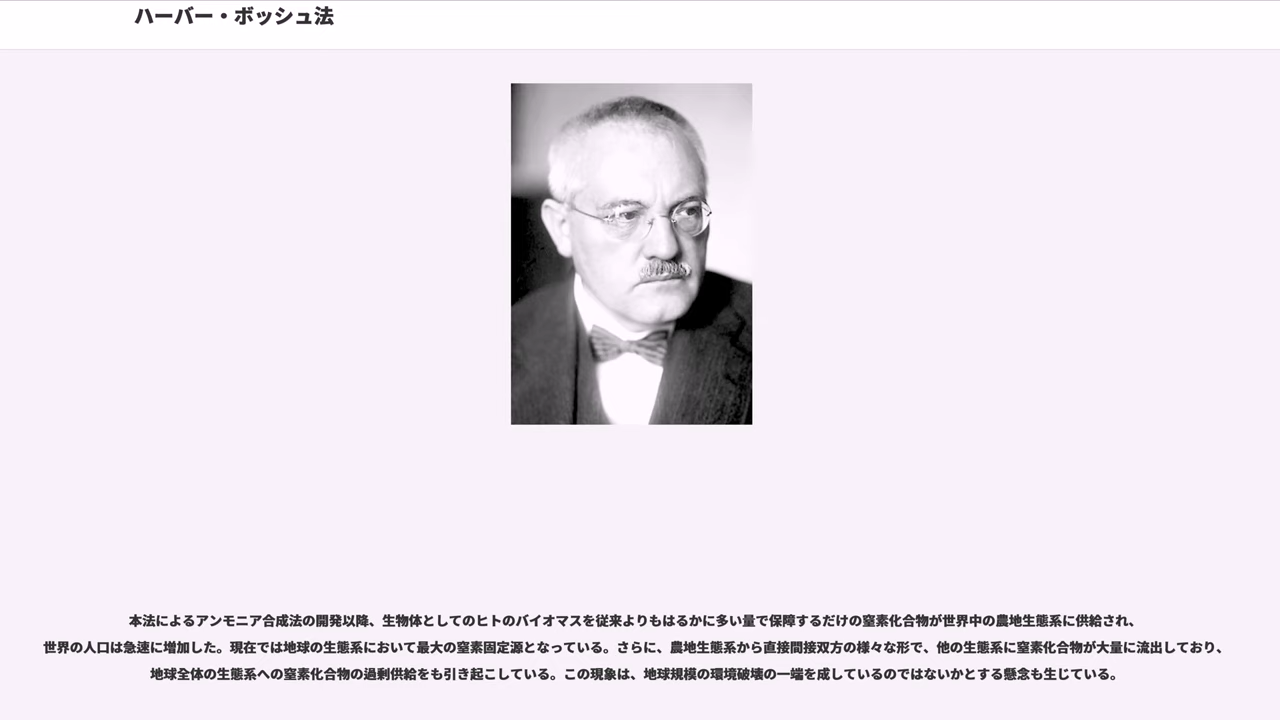 ハーバー・ボッシュ法
本法によるアンモニア合成法の開発以降、生物体としてのヒトのバイオマスを従来よりもはるかに多い量で保障するだけの窒素化合物が世界中の農地生態系に供給され、
世界の人口は急速に増加した。現在では地球の生態系において最大の窒素固定源となっている。さらに、農地生態系から直接間接双方の様々な形で、他の生態系に窒素化合物が大量に流出しており、
地球全体の生態系への窒素化合物の過剰供給をも引き起こしている。この現象は、地球規模の環境破壊の一端を成しているのではないかとする懸念も生じている。